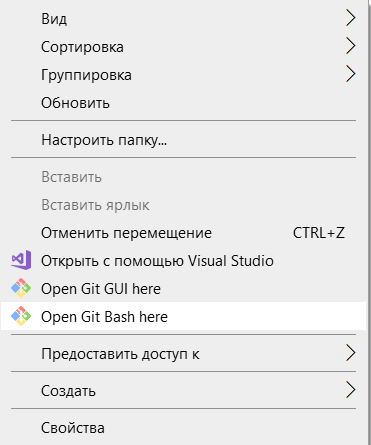 Вид
Сортировка
Группировка
Обновить
Настроить папку...
Вставить
Вставить ярлык
Отменить перемещение CTRL+Z
Открыть с помощью Visual Studio
Open Git GUI here
Open Git Bash here
Предоставить доступ к
Создать
Свойства